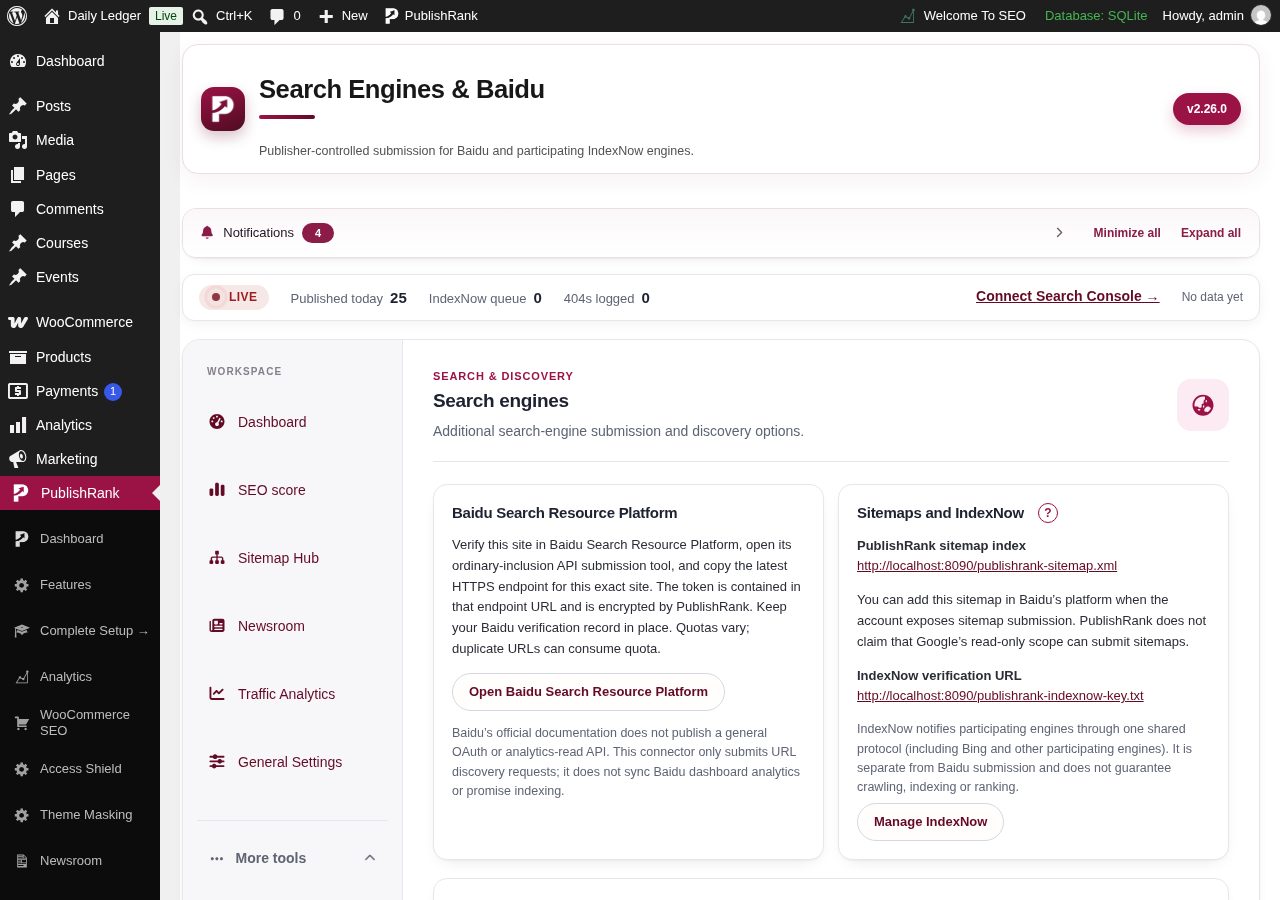 Daily Ledger Live Ctrl+K 0 New PublishRank Welcome To SEO Database: SQLite Howdy, admin
Dashboard
Posts
Media
Pages
Comments
Courses
Events
WooCommerce
Products
Payments 1
Analytics
Marketing
PublishRank
Dashboard
Features
Complete Setup →
Analytics
WooCommerce
SEO
Access Shield
Theme Masking
Newsroom
Search Engines & Baidu
Publisher-controlled submission for Baidu and participating IndexNow engines.
v2.26.0
Notifications 4 Minimize all Expand all
LIVE Published today 25 IndexNow queue 0 404s logged 0 Connect Search Console → No data yet
WORKSPACE
Dashboard
SEO score
Sitemap Hub
Newsroom
Traffic Analytics
General Settings
More tools
SEARCH & DISCOVERY
Search engines
Additional search-engine submission and discovery options.
Baidu Search Resource Platform
Verify this site in Baidu Search Resource Platform, open its
ordinary-inclusion API submission tool, and copy the latest
HTTPS endpoint for this exact site. The token is contained in
that endpoint URL and is encrypted by PublishRank. Keep
your Baidu verification record in place. Quotas vary;
duplicate URLs can consume quota.
Open Baidu Search Resource Platform
Baidu’s official documentation does not publish a general
OAuth or analytics-read API. This connector only submits URL
discovery requests; it does not sync Baidu dashboard analytics
or promise indexing.
Sitemaps and IndexNow ?
PublishRank sitemap index
http://localhost:8090/publishrank-sitemap.xml
You can add this sitemap in Baidu’s platform when the
account exposes sitemap submission. PublishRank does not
claim that Google’s read-only scope can submit sitemaps.
IndexNow verification URL
http://localhost:8090/publishrank-indexnow-key.txt
IndexNow notifies participating engines through one shared
protocol (including Bing and other participating engines). It is
separate from Baidu submission and does not guarantee
crawling, indexing or ranking.
Manage IndexNow